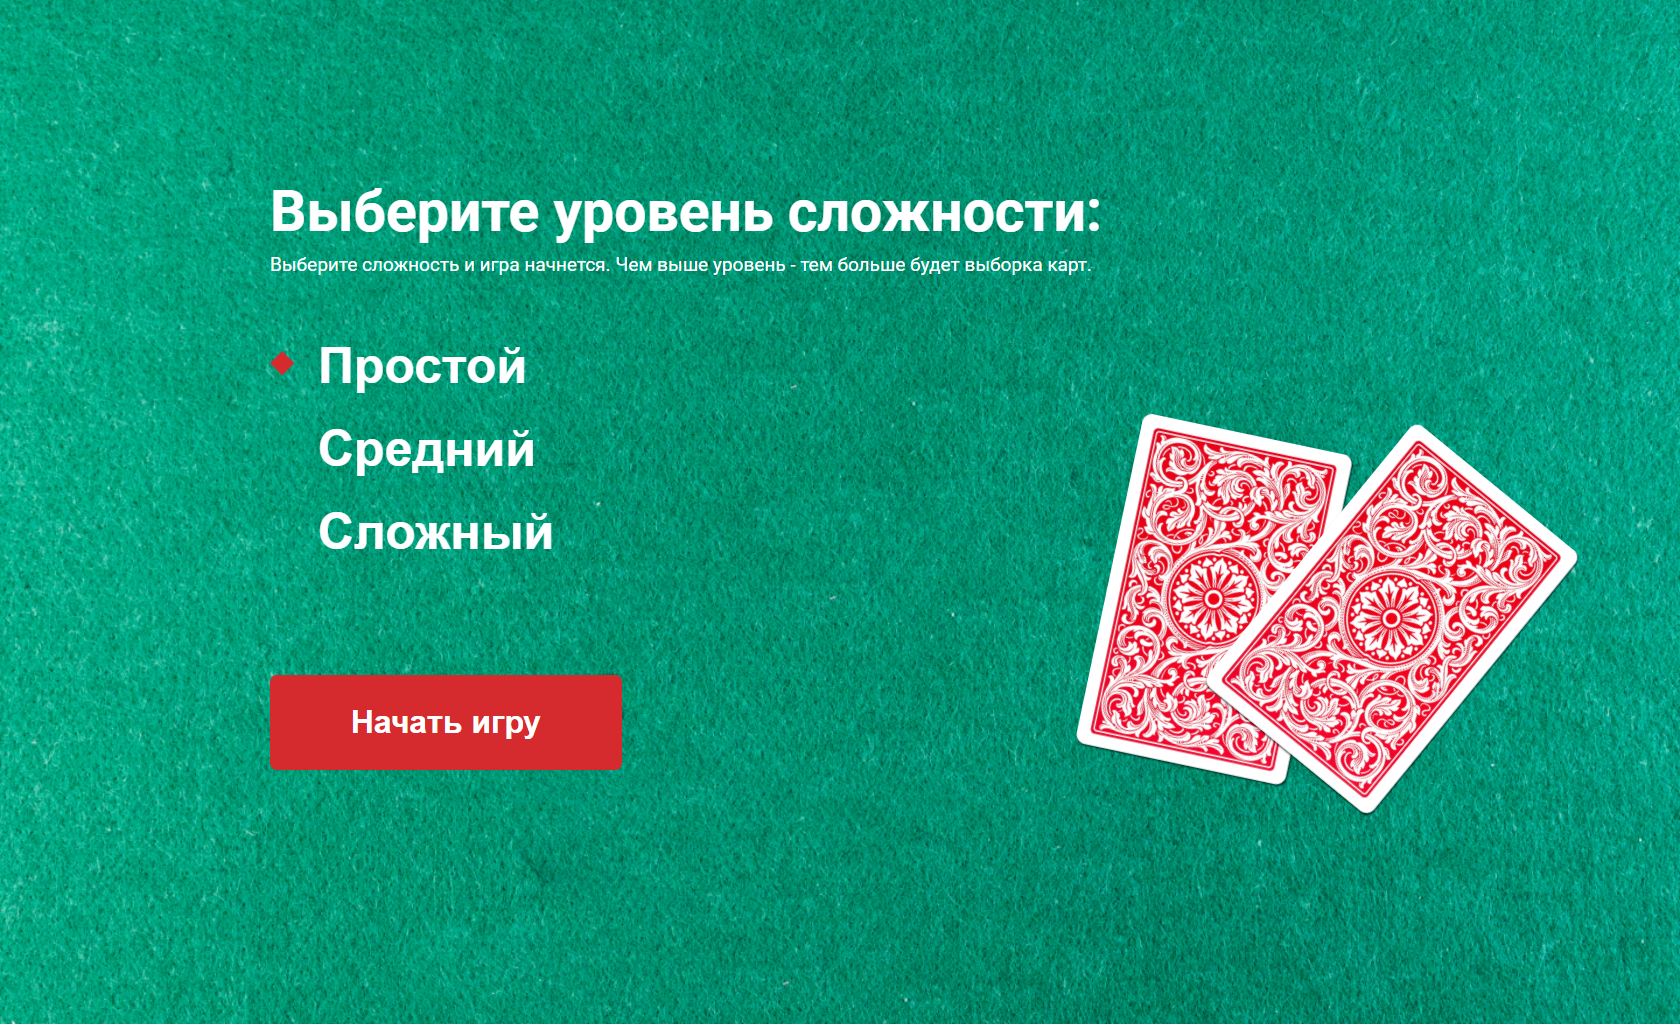 Выберите уровень сложности:
Выберите сложность и игра начнется. Чем выше уровень - тем больше будет выборка карт.
Простой
Средний
Сложный
Начать игру